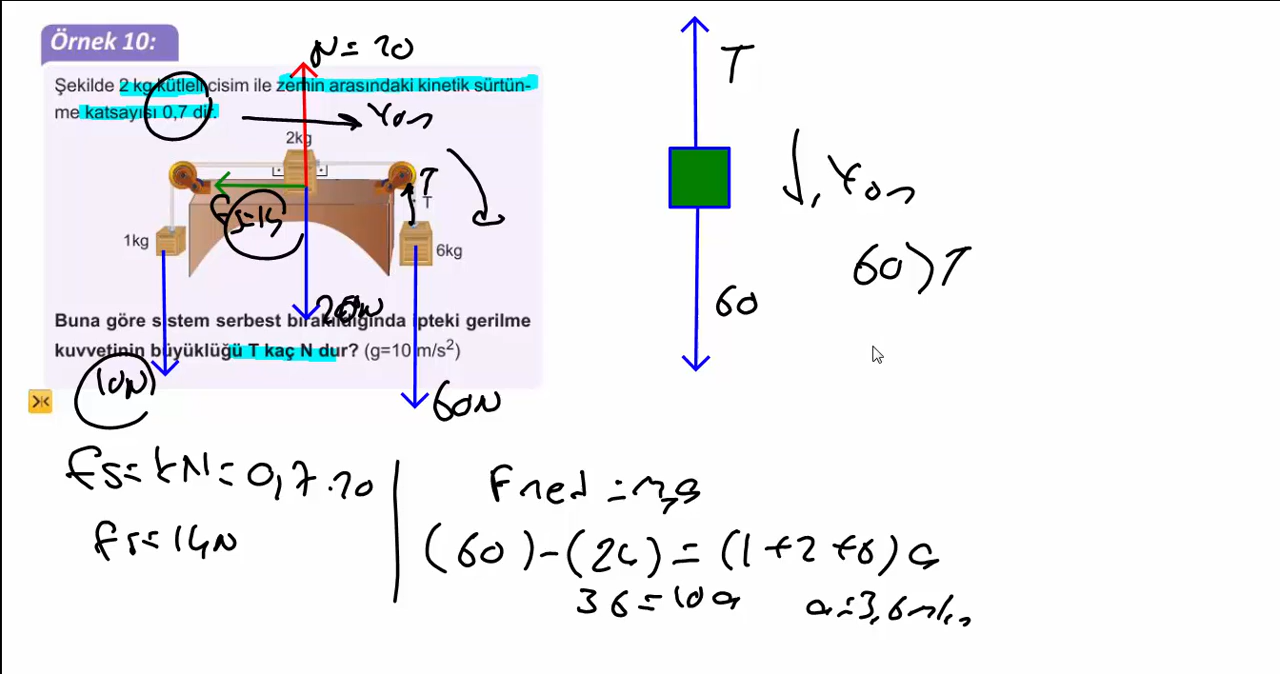 Örnek 10:
N = 20
Şekilde 2 kg kütleli cisim ile zemin arasındaki kinetik sürtün-
me katsayısı 0,7 dir.
Yön
2kg
T
T
fs=14
1kg
6kg
20N
Buna göre sistem serbest bırakıldığında ipteki gerilme
kuvvetinin büyüklüğü T kaç N dur? (g=10 m/s²)
10N
60N
T
Yön
60>T
60
fs=kN=0,7.20
fs=14N
Fnet=m.a
(60)-(24)=(1+2+6)a
36=10a a=3,6m/s